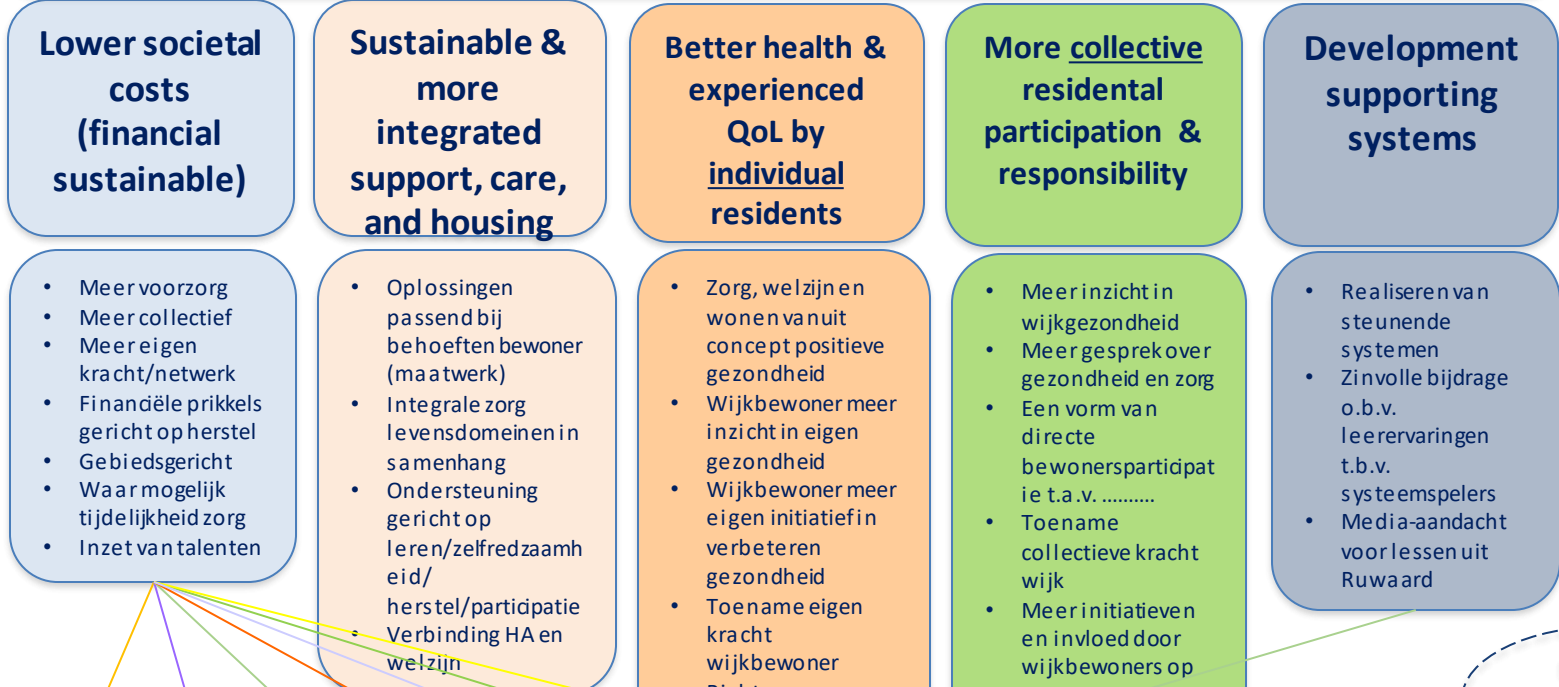 Lower societal
costs
(financial
sustainable)
Sustainable &
more
integrated
support, care,
and housing
Better health &
experienced
QoL by
individual
residents
More collective
residental
participation &
responsibility
Development
supporting
systems
• Meer voorzorg
• Meer collectief
• Meer eigen
kracht/netwerk
• Financiële prikkels
gericht op herstel
• Gebiedsgericht
• Waar mogelijk
tijdelijkheid zorg
• Inzet van talenten
• Oplossingen
passend bij
behoeften bewoner
(maatwerk)
• Integrale zorg
levensdomeinen in
samenhang
• Ondersteuning
gericht op
leren/zelfredzaamh
eid/
herstel/participatie
• Verbinding HA en
welzijn
• Zorg, welzijn en
wonen vanuit
concept positieve
gezondheid
• Wijkbewoner meer
inzicht in eigen
gezondheid
• Wijkbewoner meer
eigen initiatief in
verbeteren
gezondheid
• Toename eigen
kracht
wijkbewoner
• Meer inzicht in
wijkgezondheid
• Meer gesprek over
gezondheid en zorg
• Een vorm van
directe
bewonersparticipat
ie t.a.v. ..........
• Toename
collectieve kracht
wijk
• Meer initiatieven
en invloed door
wijkbewoners op
• Realiseren van
steunende
systemen
• Zinvolle bijdrage
o.b.v.
leerervaringen
t.b.v.
systeemspelers
• Media-aandacht
voor lessen uit
Ruwaard